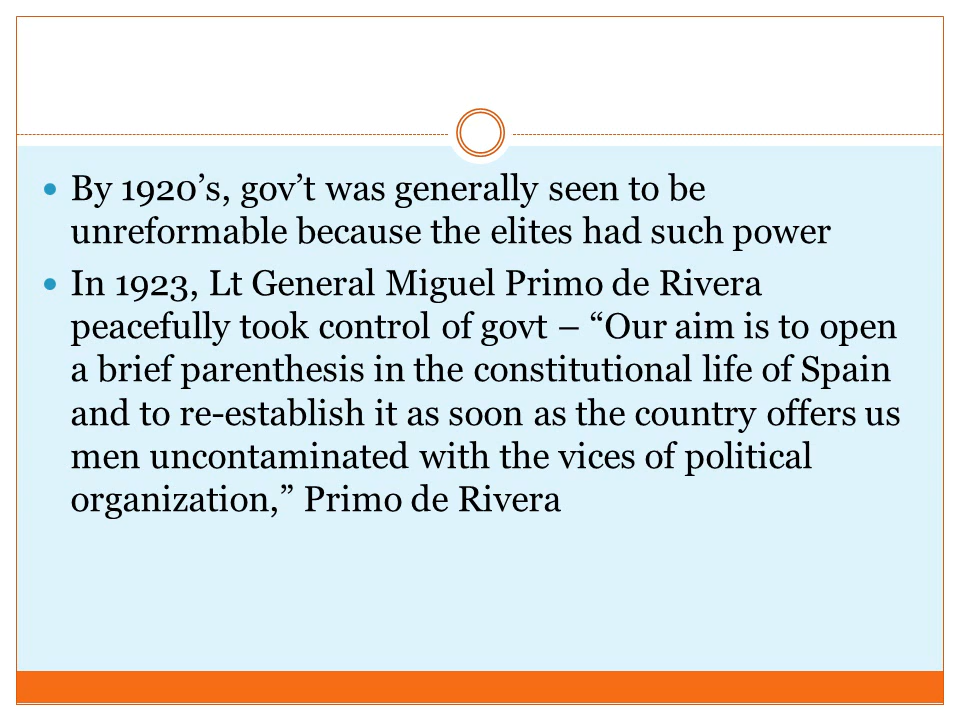 By 1920’s, gov’t was generally seen to be
unreformable because the elites had such power
In 1923, Lt General Miguel Primo de Rivera
peacefully took control of govt – “Our aim is to open
a brief parenthesis in the constitutional life of Spain
and to re-establish it as soon as the country offers us
men uncontaminated with the vices of political
organization,” Primo de Rivera